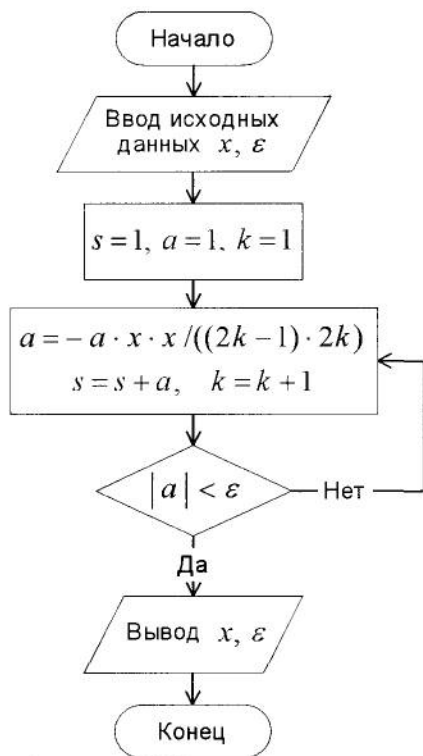 Начало
Ввод исходных
данных x, ε
s = 1, a = 1, k = 1
a = − a · x · x /((2k − 1) · 2k)
s = s + a, k = k + 1
| a | < ε
Нет
Да
Вывод x, ε
Конец